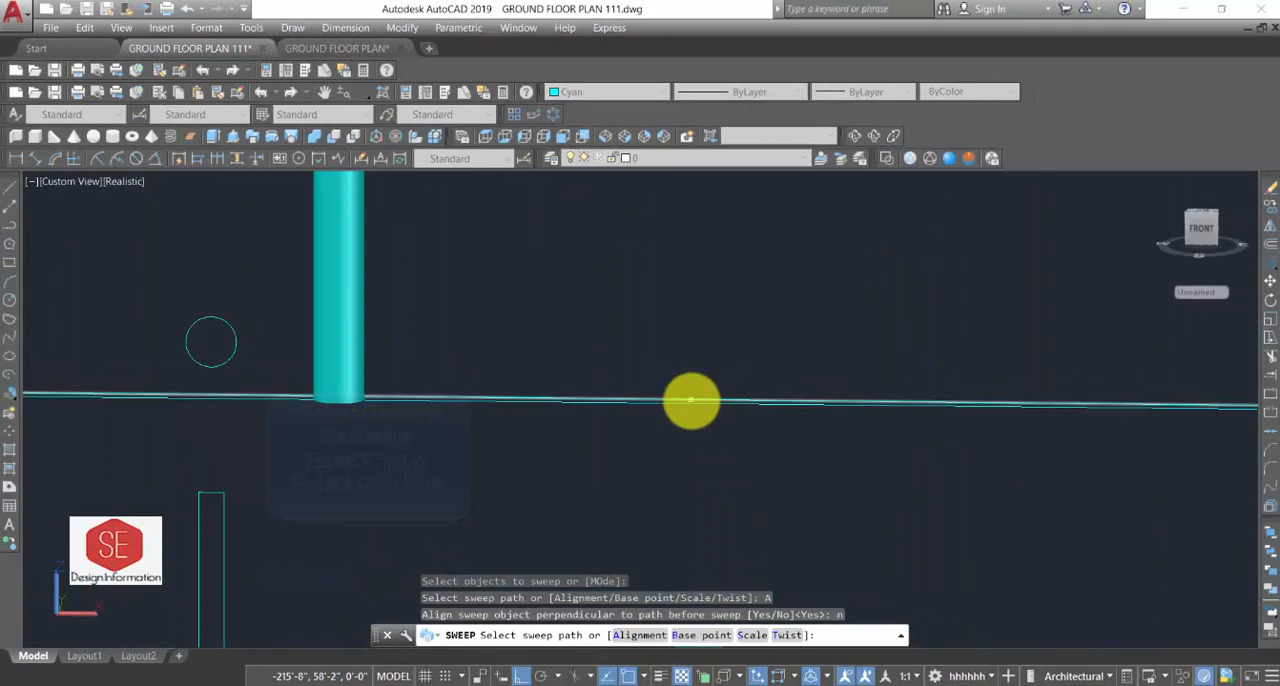 Autodesk AutoCAD 2019 GROUND FLOOR PLAN 111.dwg
Type a keyword or phrase
Sign In
File Edit View Insert Format Tools Draw Dimension Modify Parametric Window Help Express
Start GROUND FLOOR PLAN 111* GROUND FLOOR PLAN*
Cyan ByLayer ByLayer ByColor
Standard Standard Standard Standard
Standard 0
[−][Custom View][Realistic]
FRONT
Unnamed
Rectangle
SE
Design Information
Select objects to sweep or [MOde]:
Select sweep path or [Alignment/Base point/Scale/Twist]: A
Align sweep object perpendicular to path before sweep [Yes/No]<Yes>: n
SWEEP Select sweep path or [Alignment Base point Scale Twist]:
Model Layout1 Layout2
-215'-8", 58'-2", 0'-0" MODEL 1:1 hhhhhh Architectural